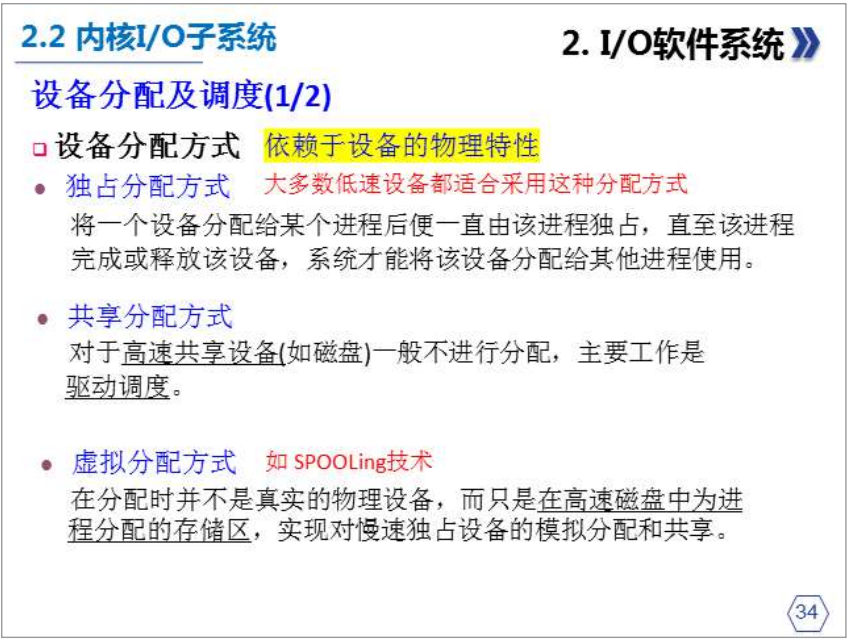 2.2 内核I/O子系统
2. I/O软件系统
设备分配及调度(1/2)
设备分配方式 依赖于设备的物理特性
独占分配方式 大多数低速设备都适合采用这种分配方式
将一个设备分配给某个进程后便一直由该进程独占，直至该进程
完成或释放该设备，系统才能将该设备分配给其他进程使用。
共享分配方式
对于高速共享设备(如磁盘)一般不进行分配，主要工作是
驱动调度。
虚拟分配方式 如 SPOOLing技术
在分配时并不是真实的物理设备，而只是在高速磁盘中为进
程分配的存储区，实现对慢速独占设备的模拟分配和共享。
34